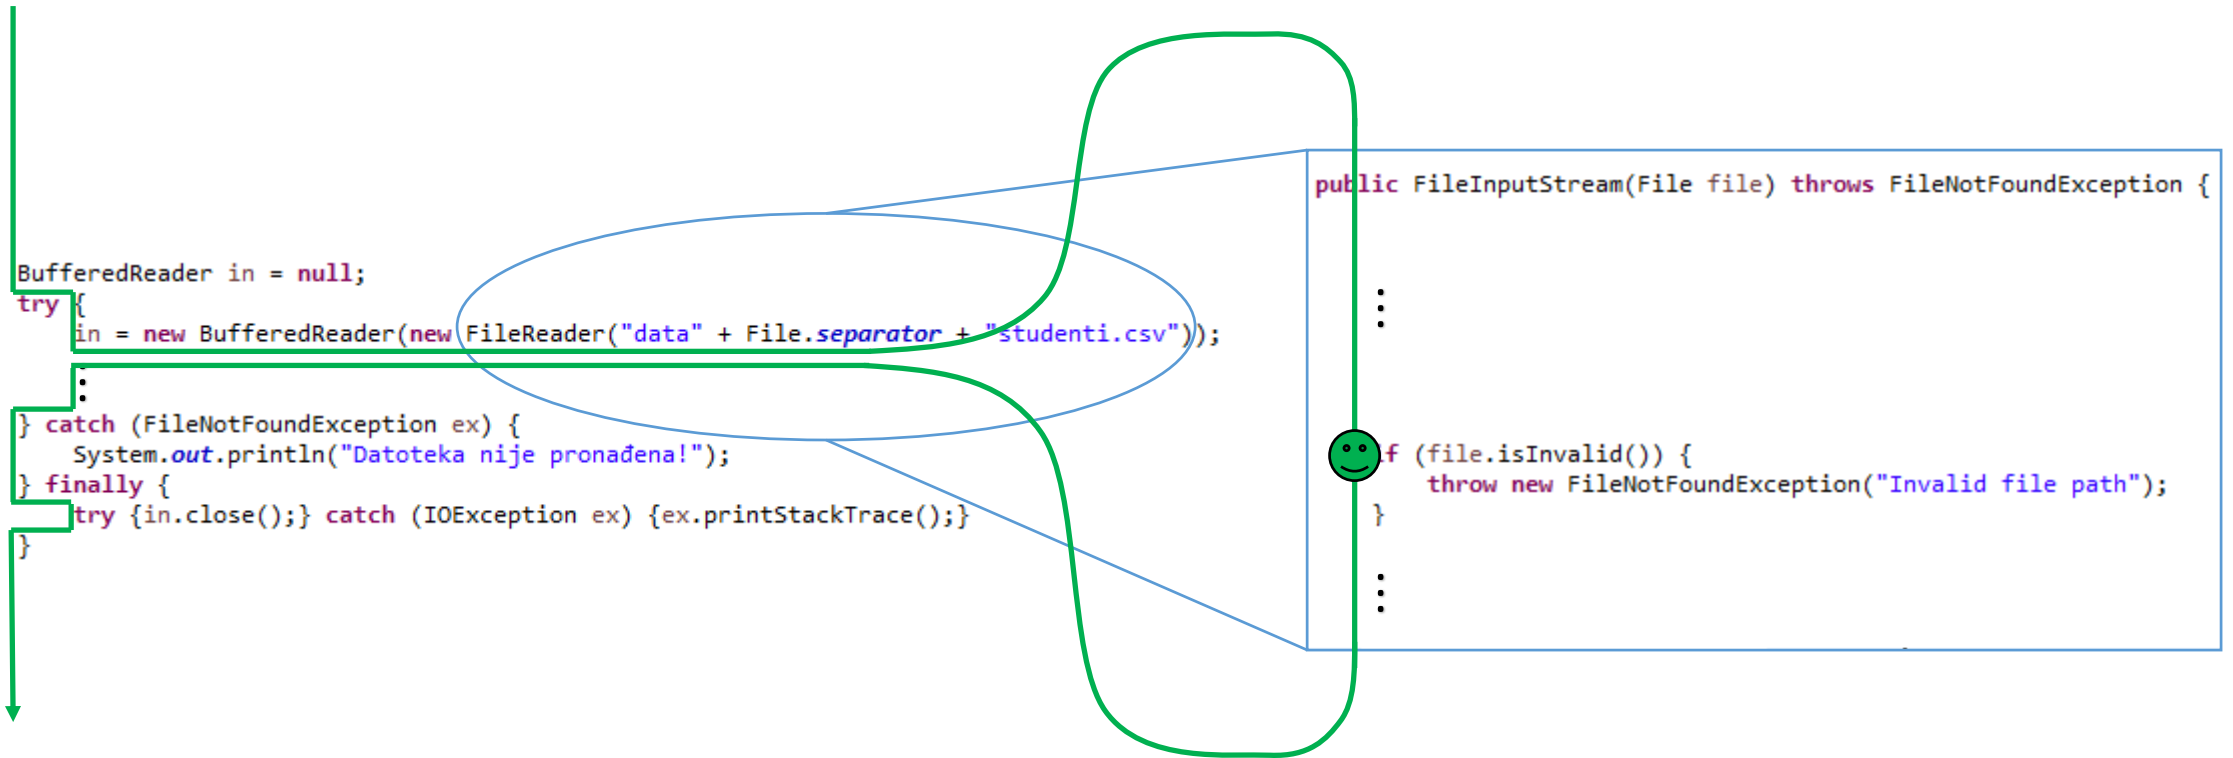 BufferedReader in = null;
try {
in = new BufferedReader(new FileReader("data" + File.separator + "studenti.csv"));
} catch (FileNotFoundException ex) {
System.out.println("Datoteka nije pronađena!");
} finally {
try {in.close();} catch (IOException ex) {ex.printStackTrace();}
}
public FileInputStream(File file) throws FileNotFoundException {
if (file.isInvalid()) {
throw new FileNotFoundException("Invalid file path");
}